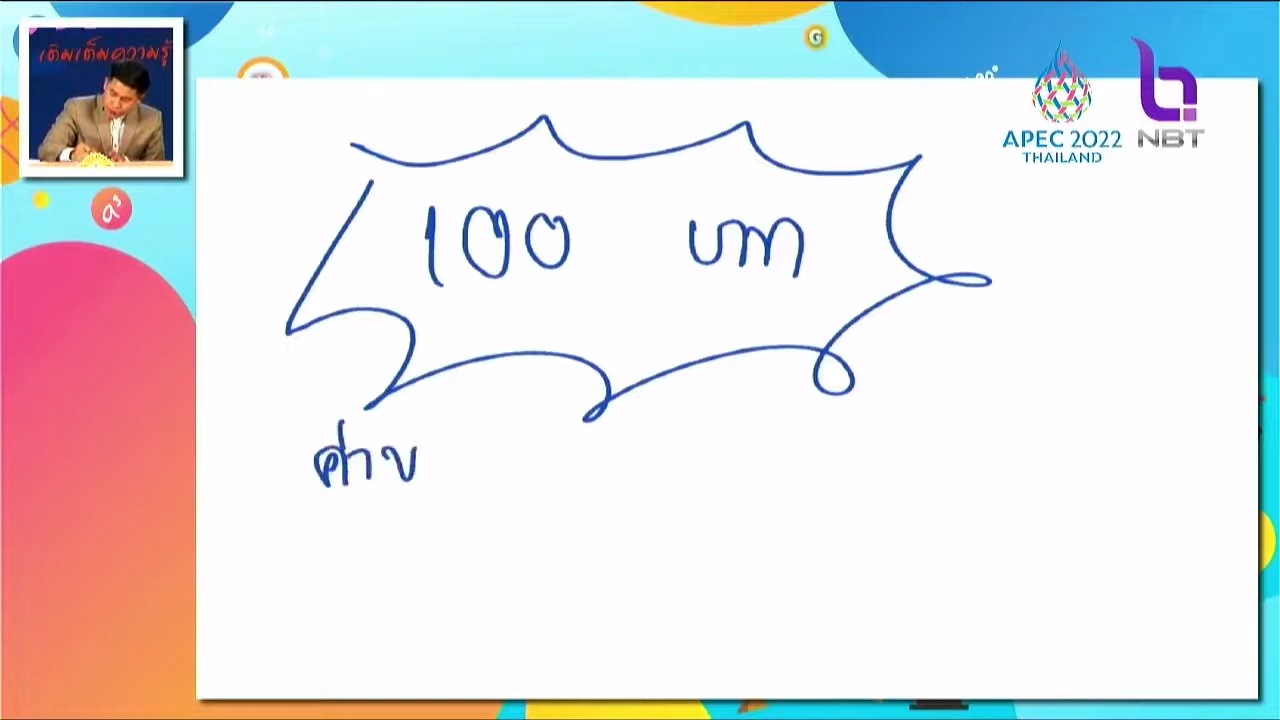 เติมเต็มความรู้
G
APEC 2022
THAILAND
NBT
a³
100 บาท
ค่าข